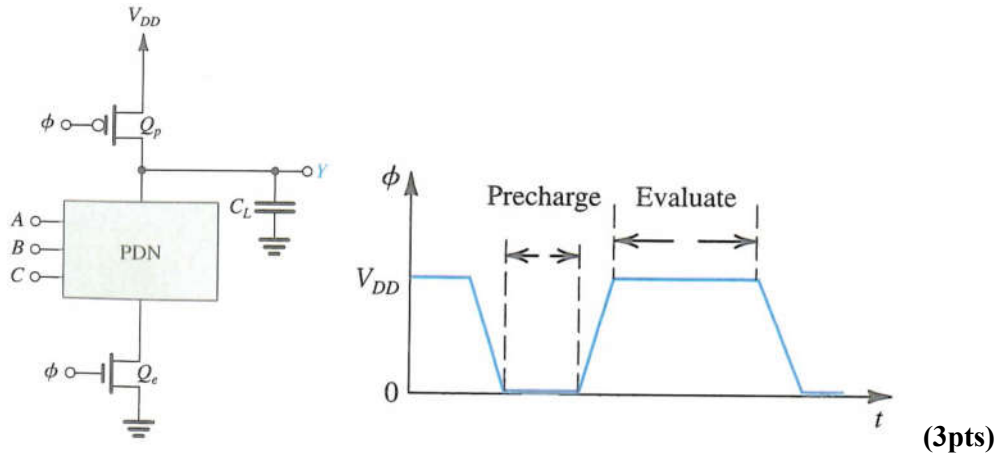 V_DD
ϕ
Q_p
Y
C_L
A
B
C
PDN
ϕ
Q_e
ϕ
Precharge Evaluate
V_DD
0
t
(3pts)